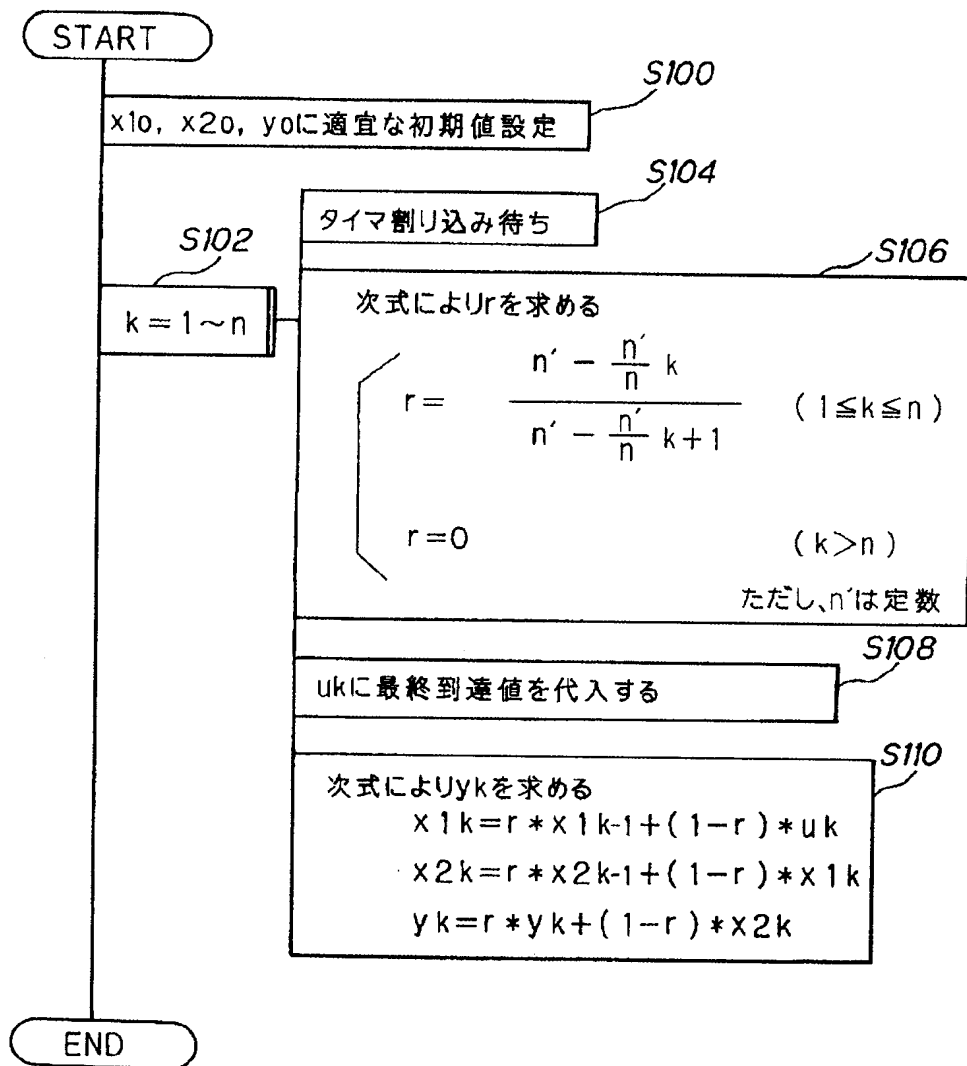 START
S100
x1o, x2o, yoに適宜な初期値設定
S104
タイマ割り込み待ち
S102
k=1~n
S106
次式によりrを求める
r= (n′ - n′/n k)/(n′ - n′/n k+1) (1≦k≦n)
r=0 (k>n)
ただし、n′は定数
S108
ukに最終到達値を代入する
S110
次式によりykを求める
x1k=r*x1k-1+(1-r)*uk
x2k=r*x2k-1+(1-r)*x1k
yk=r*yk+(1-r)*x2k
END